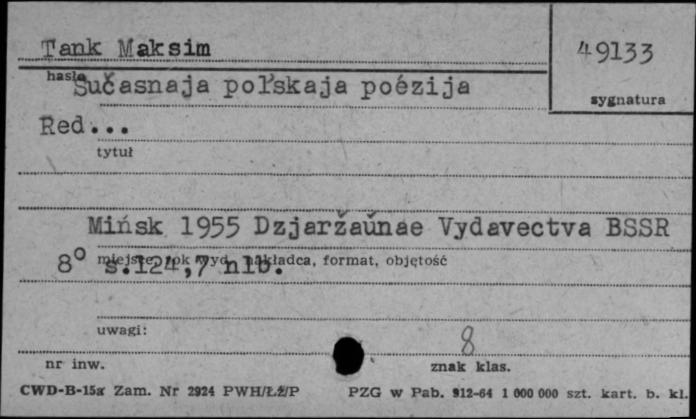 Tank Maksim
49133
hasło
Sučasnaja pol'skaja poézija
sygnatura
Red...
tytuł
Mińsk 1955 Dzjaržaŭnae Vydavectva BSSR
miejsce, rok wyd., nakładca, format, objętość
8° s.124,7 nlb.
uwagi:
8
nr inw.
znak klas.
CWD-B-15a Zam. Nr 2924 PWH/ŁŻ/P PZG w Pab. 912-64 1 000 000 szt. kart. b. kl.